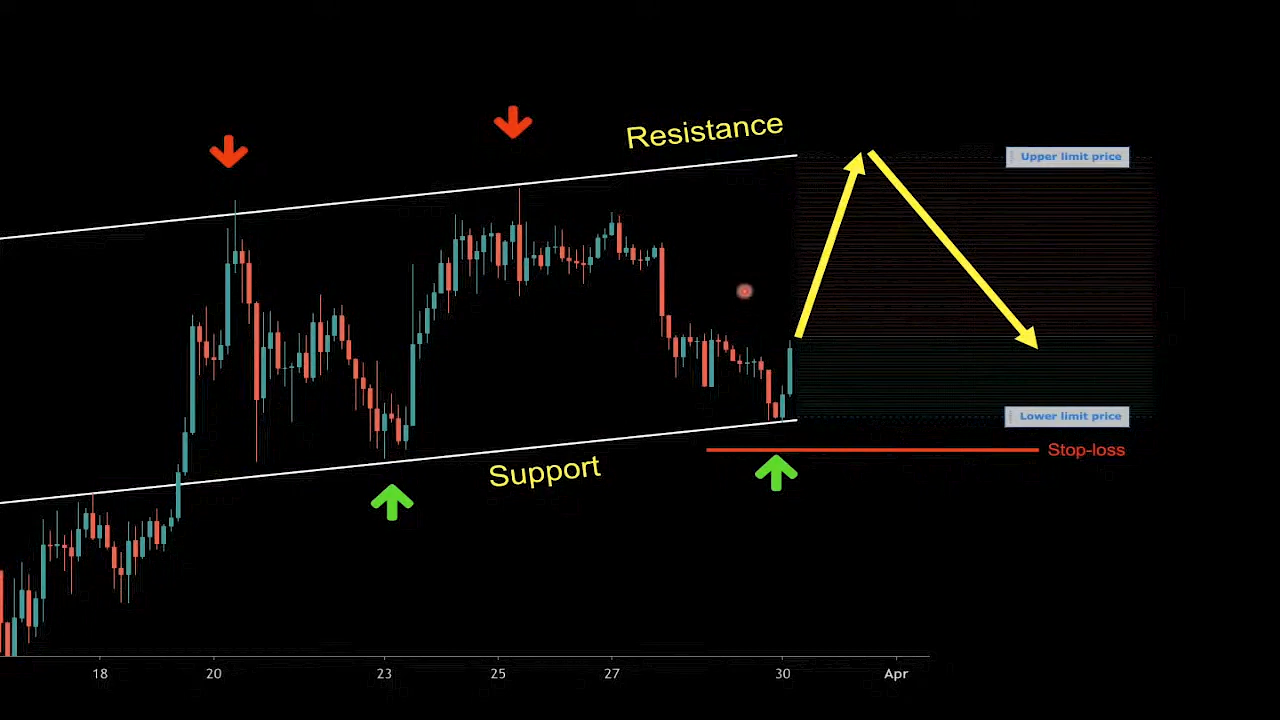 Resistance
Upper limit price
Lower limit price
Stop-loss
Support
18 20 23 25 27 30 Apr